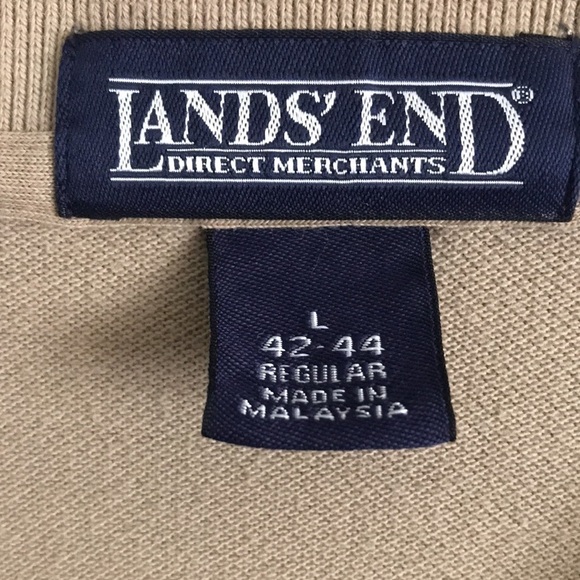 LANDS' END®
DIRECT MERCHANTS
L
42-44
REGULAR
MADE IN
MALAYSIA